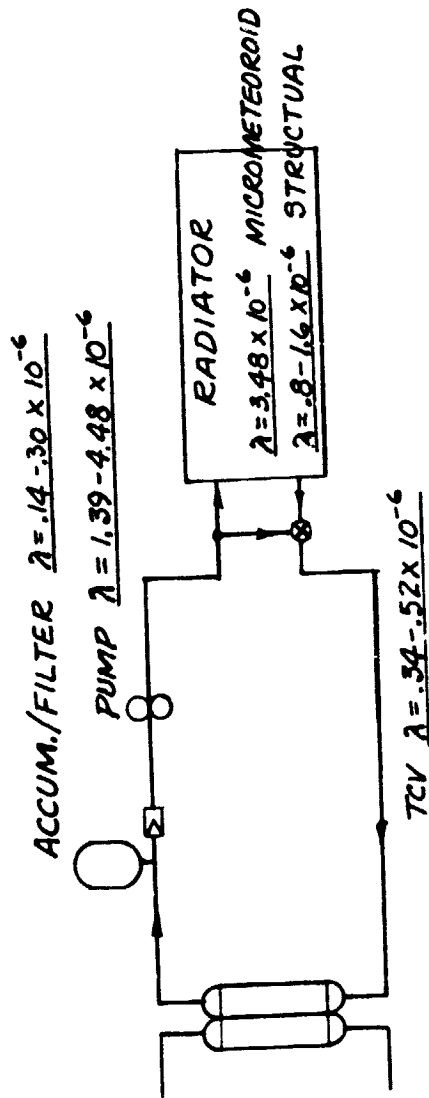 ACCUM./FILTER λ=.14-.30 x 10⁻⁶
PUMP λ = 1.39-4.48 x 10⁻⁶
RADIATOR
λ=3.48 x 10⁻⁶ MICROMETEOROID
λ=.8-1.6 x 10⁻⁶ STRUCTUAL
TCV λ=.34-.52 x 10⁻⁶